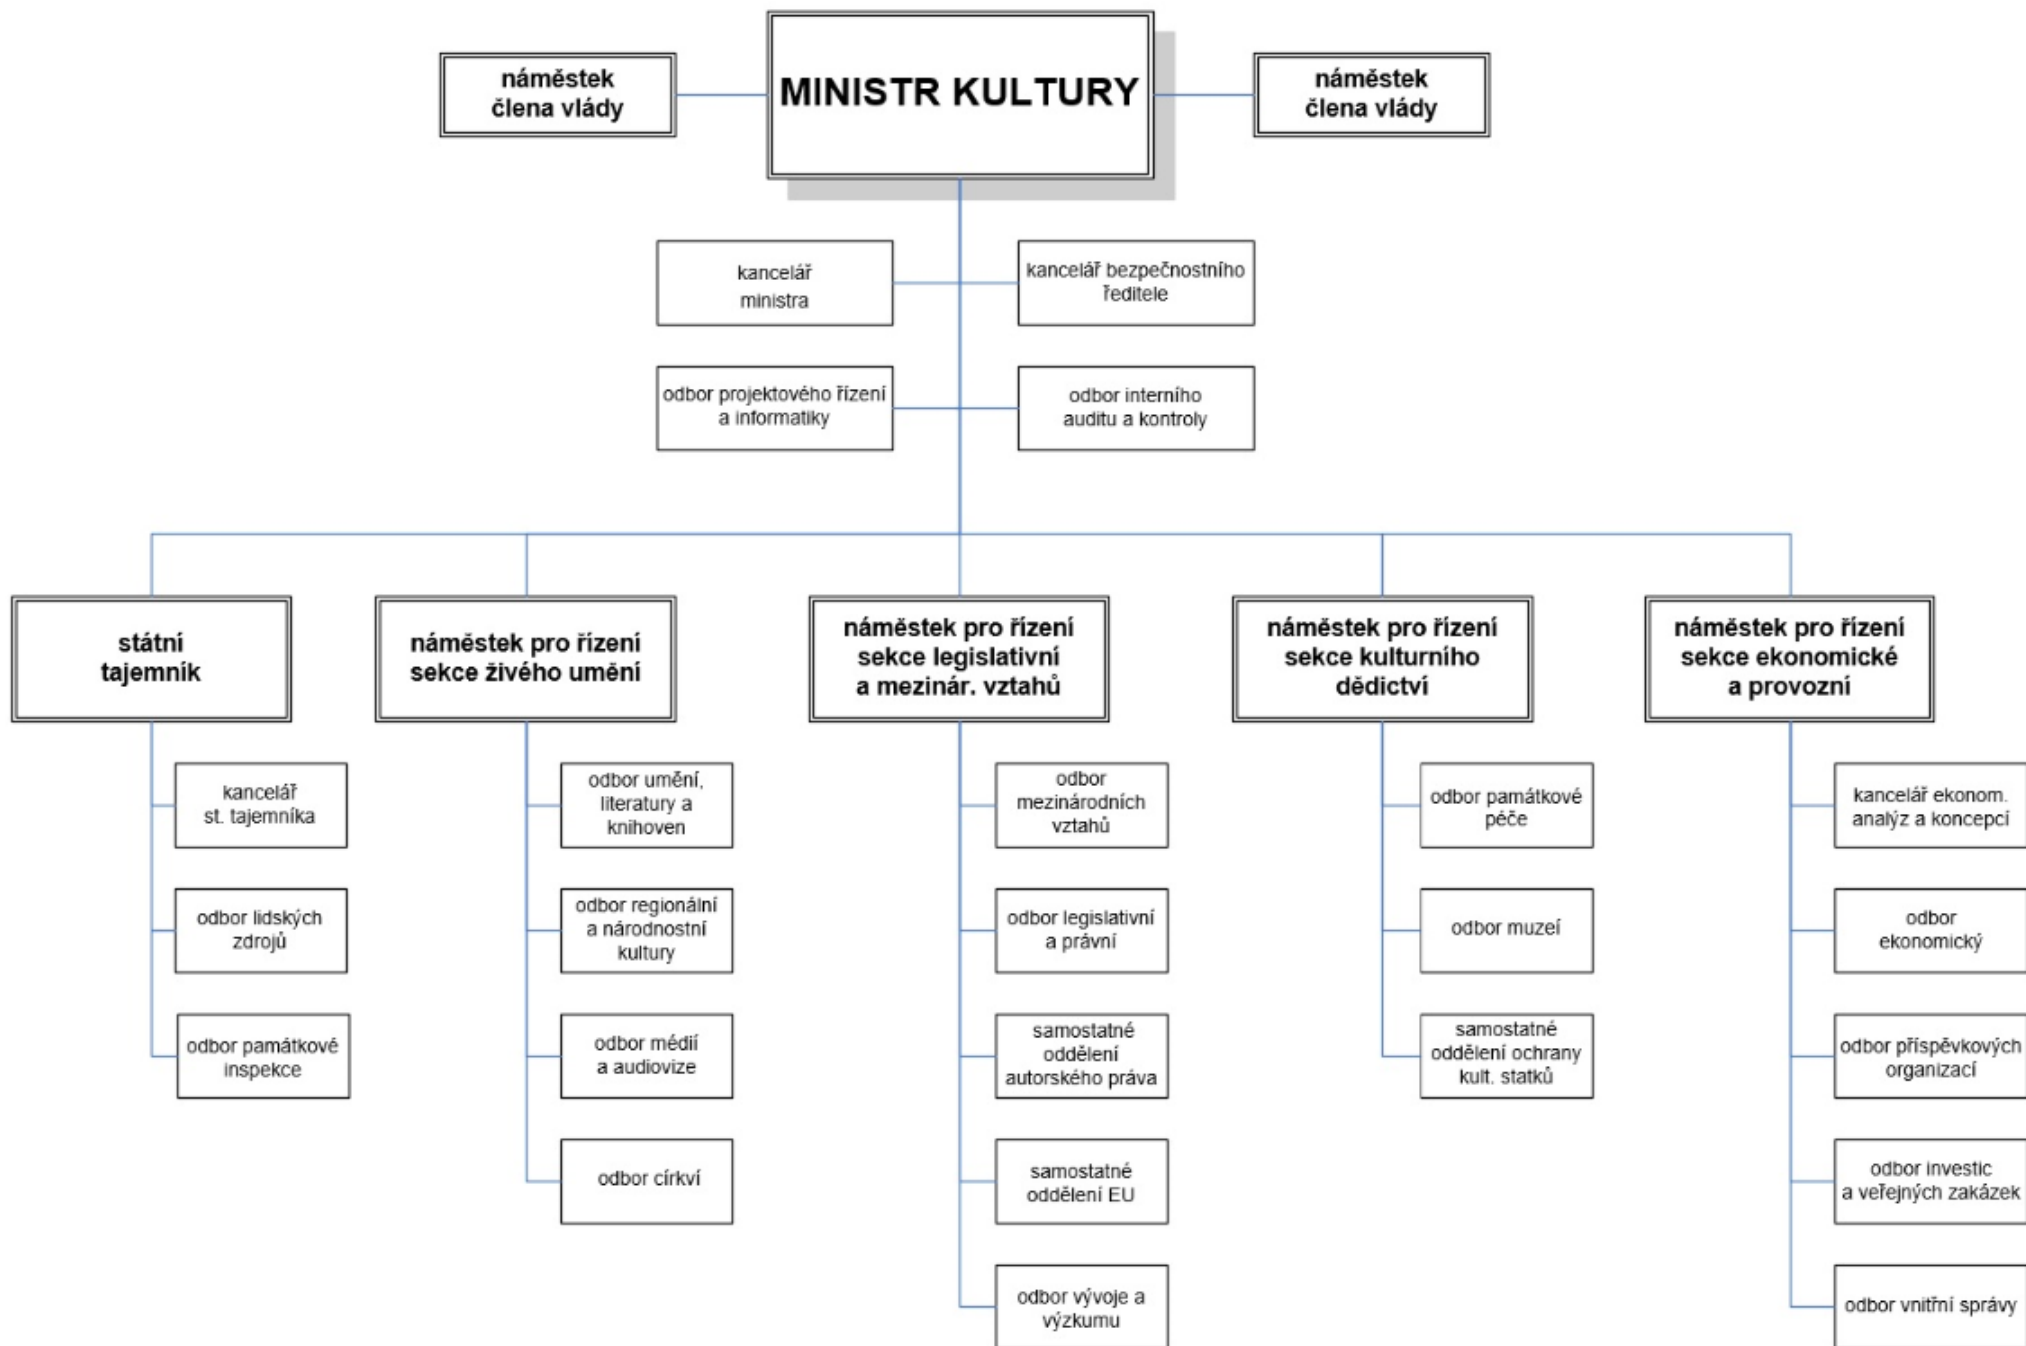 náměstek
člena vlády
MINISTR KULTURY
náměstek
člena vlády
kancelář
ministra
kancelář bezpečnostního
ředitele
odbor projektového řízení
a informatiky
odbor interního
auditu a kontroly
státní
tajemník
náměstek pro řízení
sekce živého umění
náměstek pro řízení
sekce legislativní
a mezinár. vztahů
náměstek pro řízení
sekce kulturního
dědictví
náměstek pro řízení
sekce ekonomické
a provozní
kancelář
st. tajemníka
odbor lidských
zdrojů
odbor památkové
inspekce
odbor umění,
literatury a
knihoven
odbor regionální
a národnostní
kultury
odbor médií
a audiovize
odbor církví
odbor
mezinárodních
vztahů
odbor legislativní
a právní
samostatné
oddělení
autorského práva
samostatné
oddělení EU
odbor vývoje a
výzkumu
odbor památkové
péče
odbor muzeí
samostatné
oddělení ochrany
kult. statků
kancelář ekonom.
analýz a koncepcí
odbor
ekonomický
odbor příspěvkových
organizací
odbor investic
a veřejných zakázek
odbor vnitřní správy